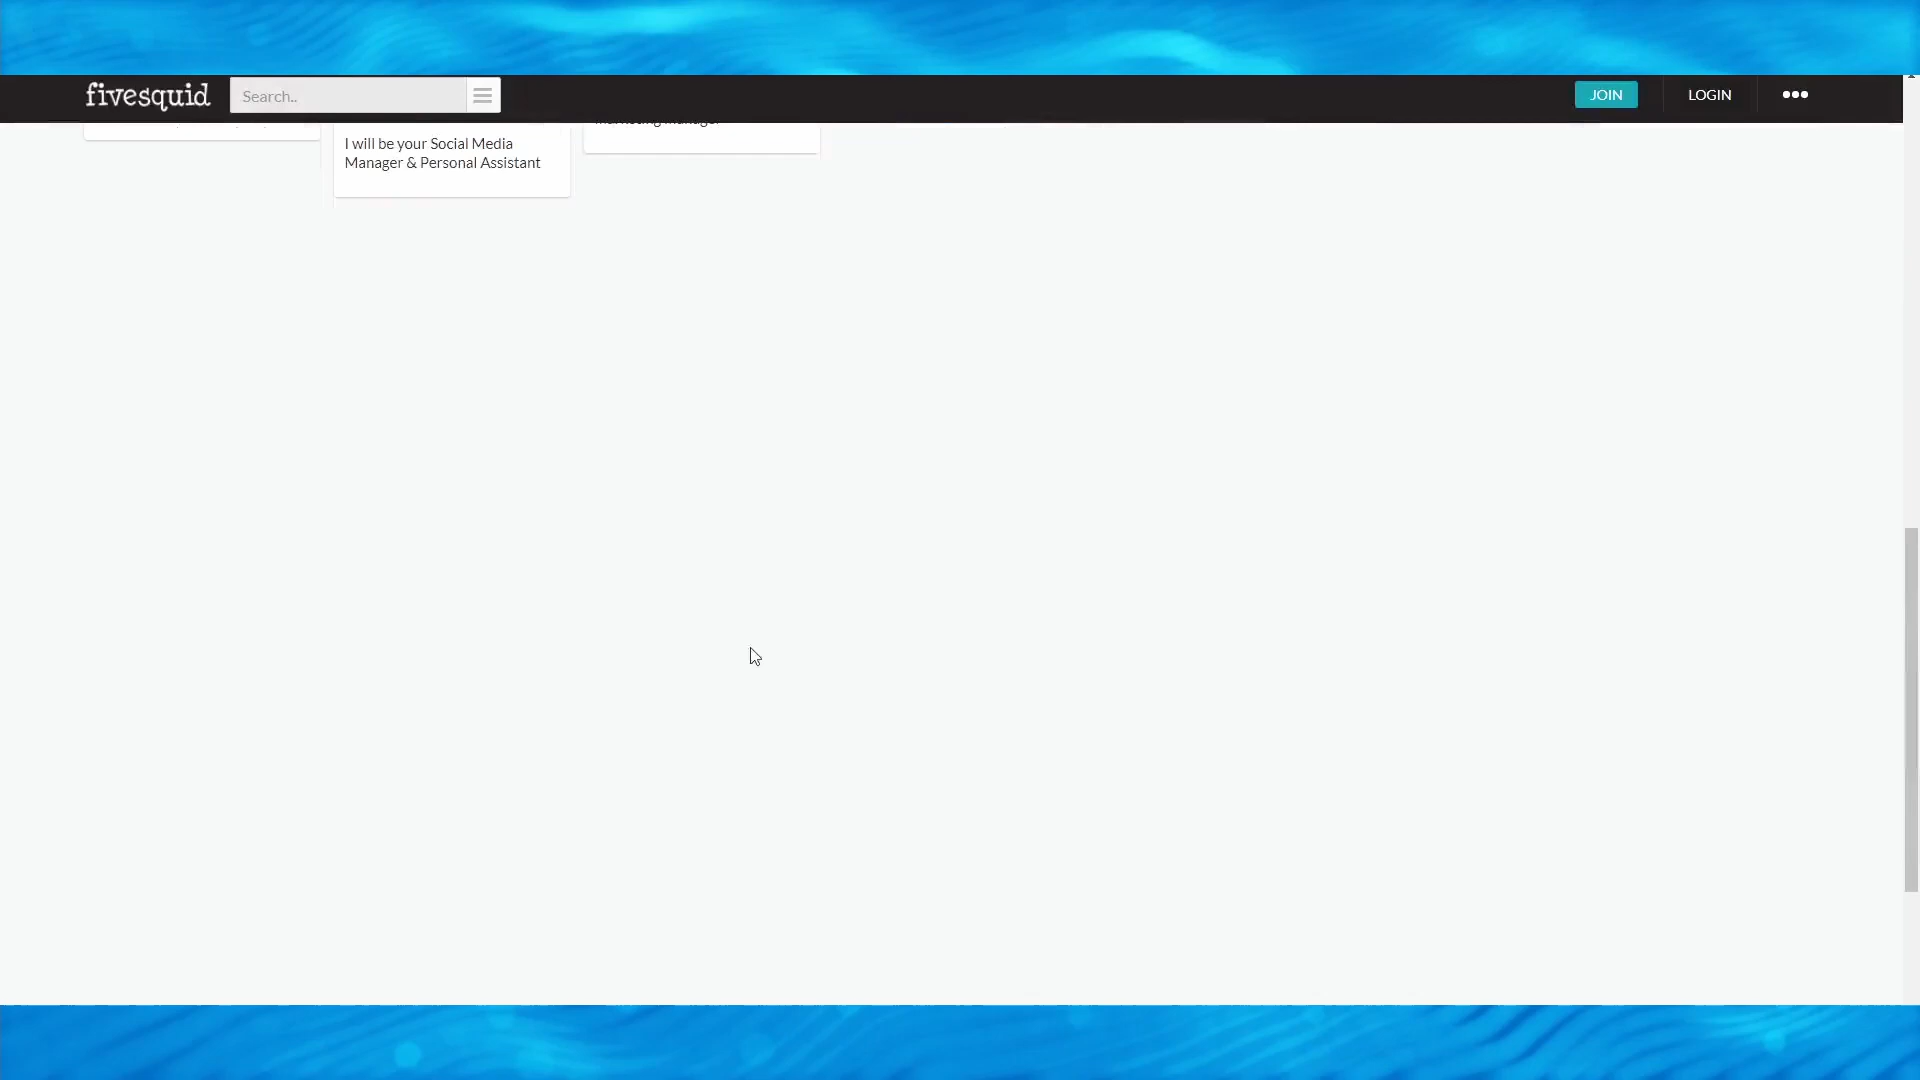 fivesquid
Search..
JOIN
LOGIN
I will be your Social Media
Manager & Personal Assistant